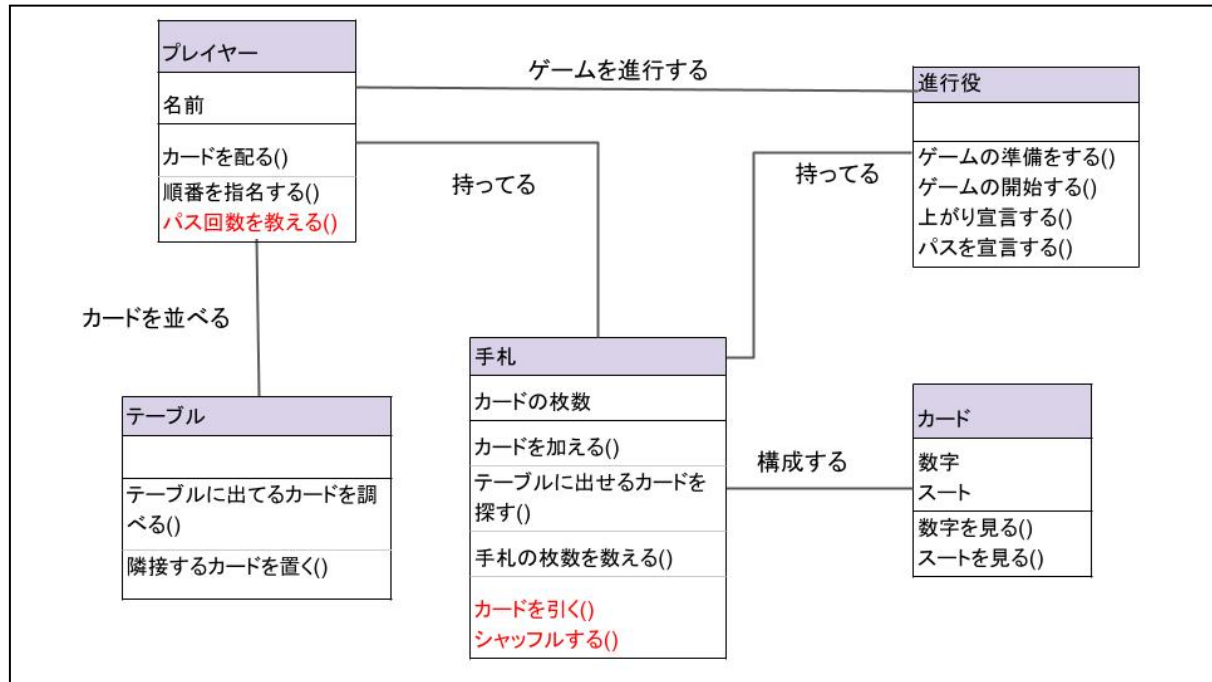 プレイヤー
名前
カードを配る()
順番を指名する()
パス回数を教える()
ゲームを進行する
進行役
ゲームの準備をする()
ゲームの開始する()
上がり宣言する()
パスを宣言する()
持ってる
持ってる
カードを並べる
テーブル
テーブルに出てるカードを調
べる()
隣接するカードを置く()
手札
カードの枚数
カードを加える()
テーブルに出せるカードを
探す()
手札の枚数を数える()
カードを引く()
シャッフルする()
構成する
カード
数字
スート
数字を見る()
スートを見る()